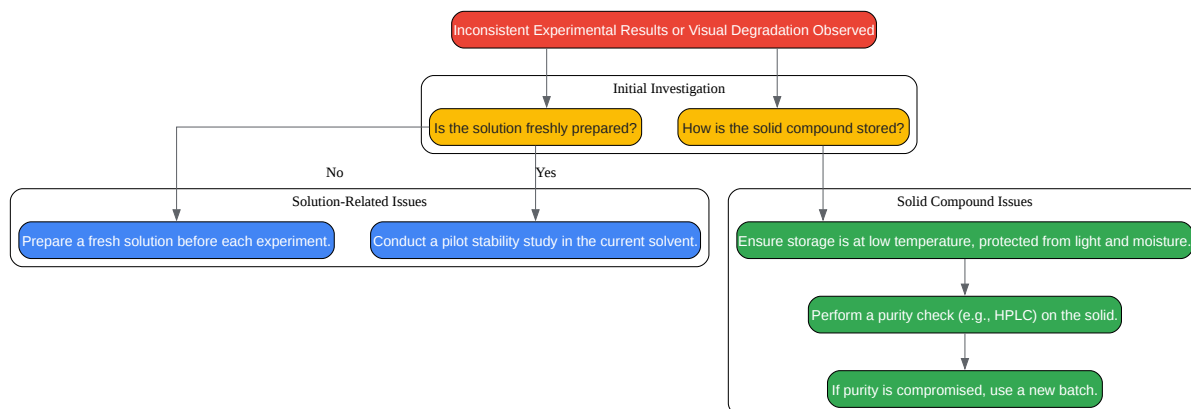 Inconsistent Experimental Results or Visual Degradation Observed
Initial Investigation
Is the solution freshly prepared?
How is the solid compound stored?
No
Yes
Solution-Related Issues
Prepare a fresh solution before each experiment.
Conduct a pilot stability study in the current solvent.
Solid Compound Issues
Ensure storage is at low temperature, protected from light and moisture.
Perform a purity check (e.g., HPLC) on the solid.
If purity is compromised, use a new batch.